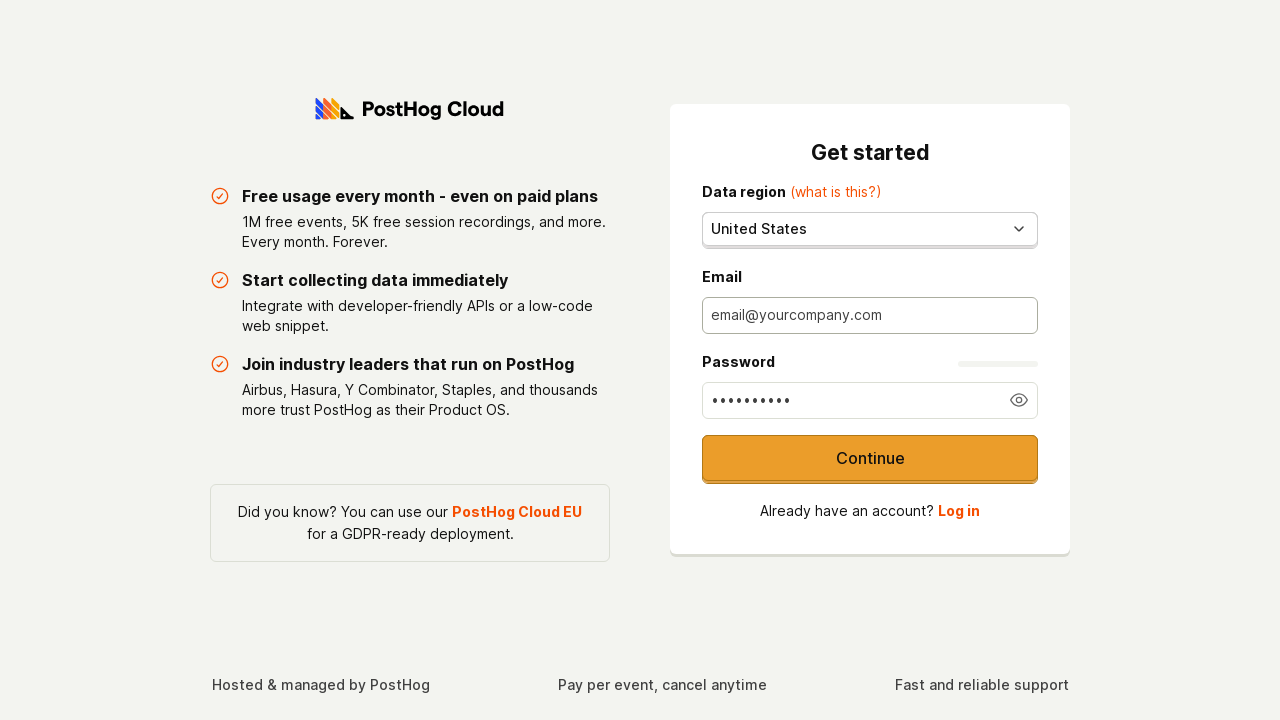 PostHog Cloud
Free usage every month - even on paid plans
1M free events, 5K free session recordings, and more.
Every month. Forever.
Start collecting data immediately
Integrate with developer-friendly APIs or a low-code
web snippet.
Join industry leaders that run on PostHog
Airbus, Hasura, Y Combinator, Staples, and thousands
more trust PostHog as their Product OS.
Did you know? You can use our PostHog Cloud EU
for a GDPR-ready deployment.
Get started
Data region (what is this?)
United States
Email
email@yourcompany.com
Password
••••••••••
Continue
Already have an account? Log in
Hosted & managed by PostHog
Pay per event, cancel anytime
Fast and reliable support